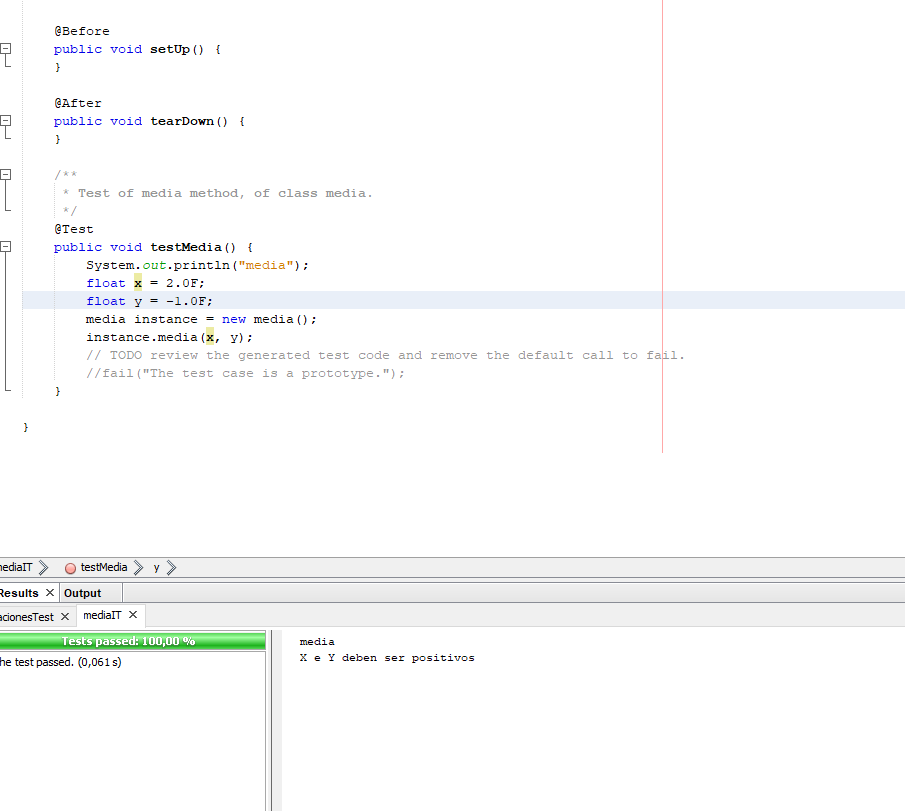 @Before
public void setUp() {
}
@After
public void tearDown() {
}
/**
* Test of media method, of class media.
*/
@Test
public void testMedia() {
System.out.println("media");
float x = 2.0F;
float y = -1.0F;
media instance = new media();
instance.media(x, y);
// TODO review the generated test code and remove the default call to fail.
//fail("The test case is a prototype.");
}
}
mediaIT testMedia y
Results Output
acionesTest mediaIT
Tests passed: 100,00 %
he test passed. (0,061 s)
media
X e Y deben ser positivos